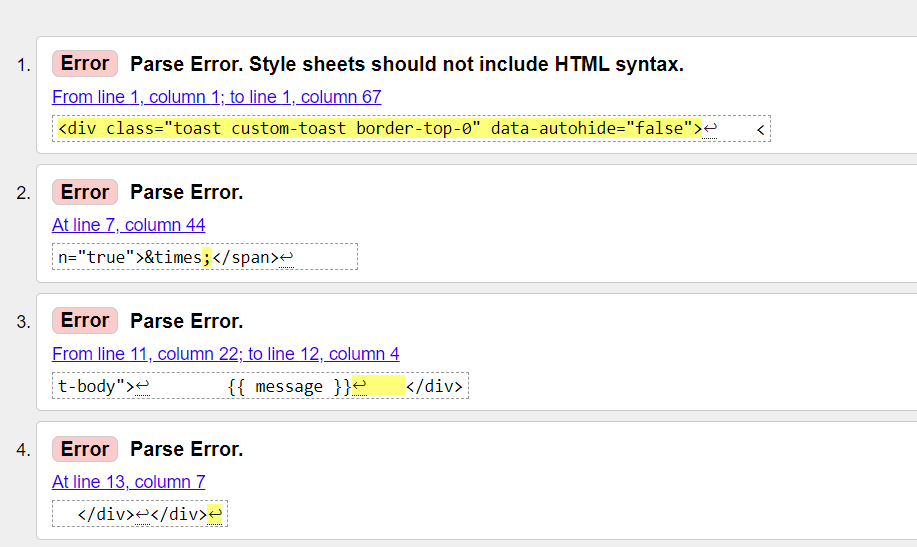 1. Error Parse Error. Style sheets should not include HTML syntax.
From line 1, column 1; to line 1, column 67
<div class="toast custom-toast border-top-0" data-autohide="false">↩    <
2. Error Parse Error.
At line 7, column 44
n="true">&times;</span>↩
3. Error Parse Error.
From line 11, column 22; to line 12, column 4
t-body">↩        {{ message }}↩    </div>
4. Error Parse Error.
At line 13, column 7
</div>↩</div>↩